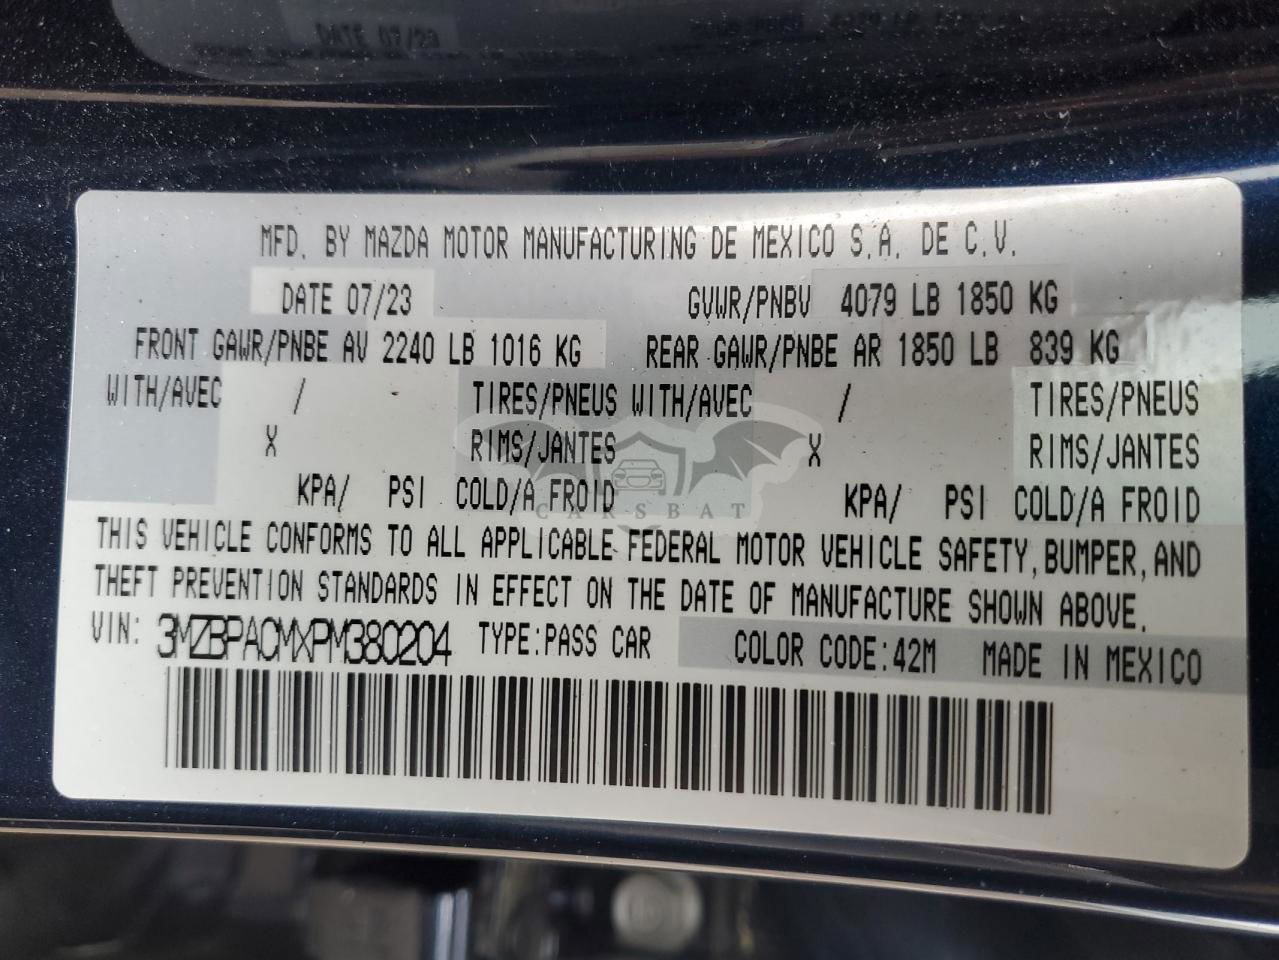 DATE 07/23
MFD. BY MAZDA MOTOR MANUFACTURING DE MEXICO S.A. DE C.V.
DATE 07/23 GVWR/PNBV 4079 LB 1850 KG
FRONT GAWR/PNBE AV 2240 LB 1016 KG REAR GAWR/PNBE AR 1850 LB 839 KG
WITH/AVEC / TIRES/PNEUS WITH/AVEC / TIRES/PNEUS
X RIMS/JANTES X RIMS/JANTES
KPA/ PSI COLD/A FROID KPA/ PSI COLD/A FROID
CARSBAT
THIS VEHICLE CONFORMS TO ALL APPLICABLE FEDERAL MOTOR VEHICLE SAFETY, BUMPER, AND
THEFT PREVENTION STANDARDS IN EFFECT ON THE DATE OF MANUFACTURE SHOWN ABOVE.
VIN: 3MZBPACMXPM380204 TYPE:PASS CAR COLOR CODE:42M MADE IN MEXICO